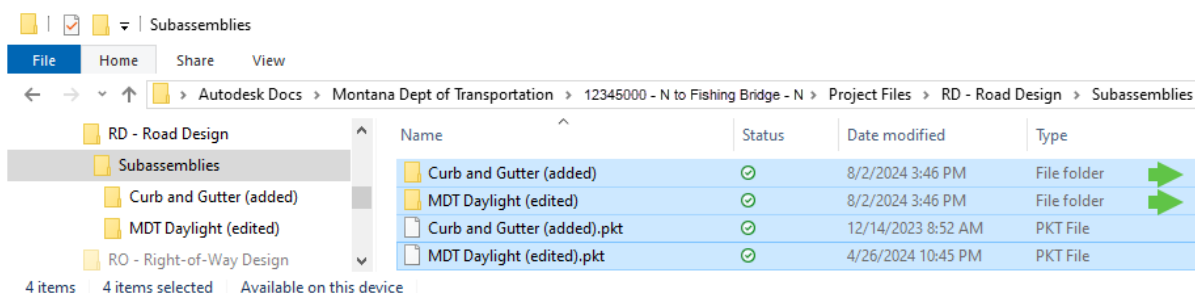 Subassemblies
File Home Share View
Autodesk Docs > Montana Dept of Transportation > 12345000 - N to Fishing Bridge - N > Project Files > RD - Road Design > Subassemblies
RD - Road Design
Subassemblies
Curb and Gutter (added)
MDT Daylight (edited)
RO - Right-of-Way Design
Name Status Date modified Type
Curb and Gutter (added) 8/2/2024 3:46 PM File folder
MDT Daylight (edited) 8/2/2024 3:46 PM File folder
Curb and Gutter (added).pkt 12/14/2023 8:52 AM PKT File
MDT Daylight (edited).pkt 4/26/2024 10:45 PM PKT File
4 items 4 items selected Available on this device